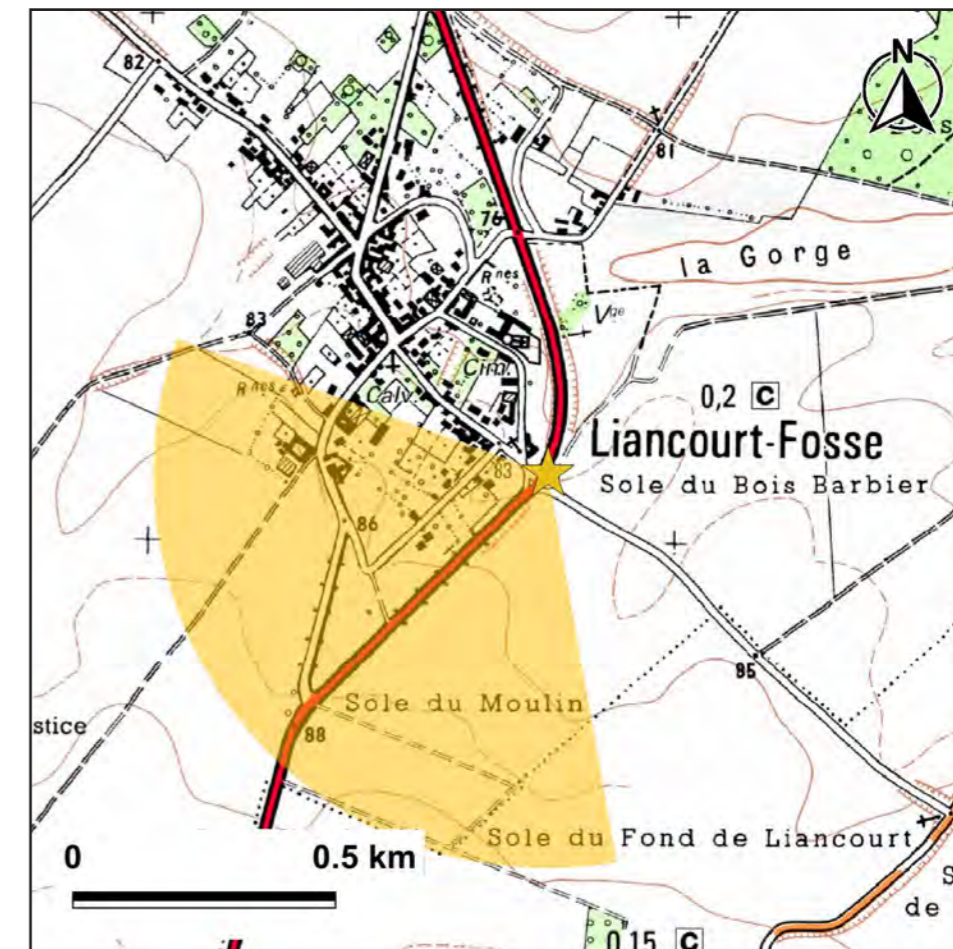 N
82
s
81
76
la Gorge
Rnes
Vge
83
Cim.
0,2 C
Rnes
Calv.
Liancourt-Fosse
83
Sole du Bois Barbier
86
85
Sole du Moulin
stice
88
Sole du Fond de Liancourt
0
0.5 km
S
de
0,15 C